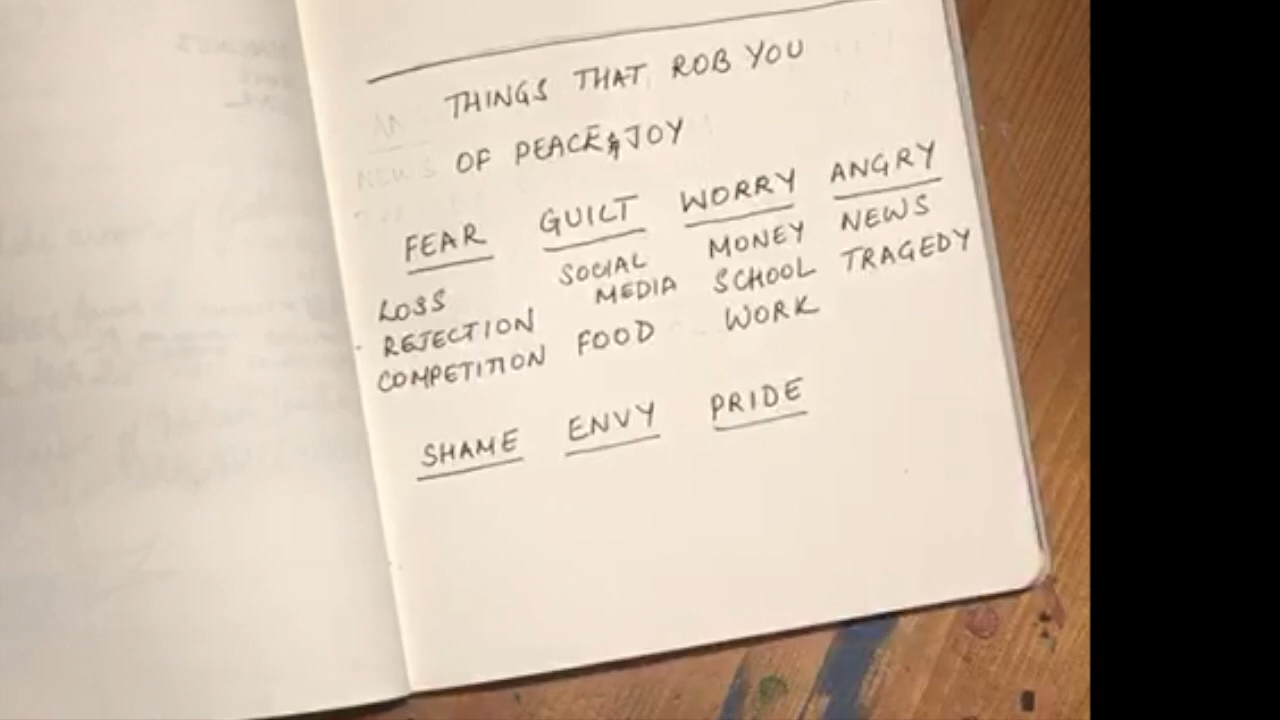 THINGS THAT ROB YOU
OF PEACE & JOY
FEAR GUILT WORRY ANGRY
LOSS SOCIAL MONEY NEWS
REJECTION MEDIA SCHOOL TRAGEDY
COMPETITION FOOD WORK
SHAME ENVY PRIDE